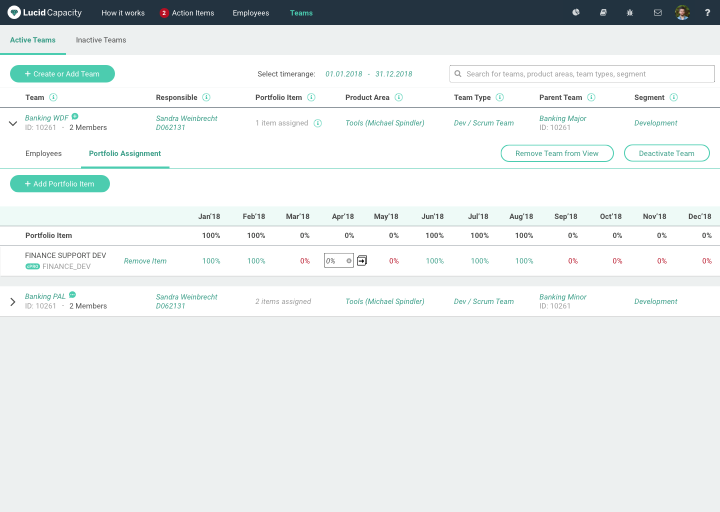 LucidCapacity How it works 2 Action Items Employees Teams ?
Active Teams Inactive Teams
+ Create or Add Team Select timerange: 01.01.2018 - 31.12.2018 Search for teams, product areas, team types, segment
Team Responsible Portfolio Item Product Area Team Type Parent Team Segment
Banking WDF Sandra Weinbrecht 1 item assigned Tools (Michael Spindler) Dev / Scrum Team Banking Major Development
ID: 10261 - 2 Members D062131 ID: 10261
Employees Portfolio Assignment Remove Team from View Deactivate Team
+ Add Portfolio Item
Jan'18 Feb'18 Mar'18 Apr'18 May'18 Jun'18 Jul'18 Aug'18 Sep'18 Oct'18 Nov'18 Dec'18
Portfolio Item 100% 100% 0% 0% 0% 100% 100% 100% 0% 0% 0% 0%
FINANCE SUPPORT DEV Remove Item 100% 100% 0% 0% 0% 100% 100% 100% 0% 0% 0% 0%
FINANCE_DEV
Banking PAL Sandra Weinbrecht 2 items assigned Tools (Michael Spindler) Dev / Scrum Team Banking Minor Development
ID: 10261 - 2 Members D062131 ID: 10261